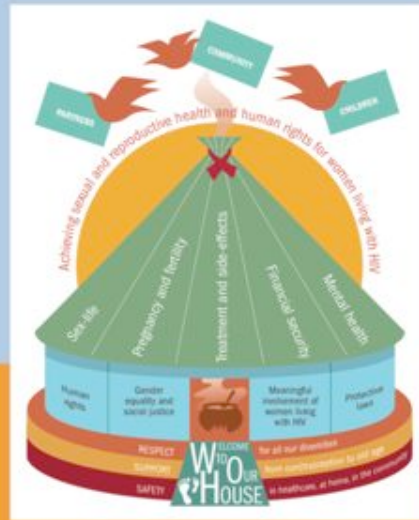 COMMUNITY
PARTNERS
CHILDREN
Achieving sexual and reproductive health and human rights for women living with HIV
Sex-life
Pregnancy and fertility
Treatment and side-effects
Financial security
Mental health
Human
rights
Gender
equality and
social justice
Meaningful
involvement of
women living
with HIV
Protective
laws
RESPECT for all our diversities
SUPPORT from confirmation to old age
SAFETY in healthcare, at home, in the community
WELCOME
TO
OUR
HOUSE